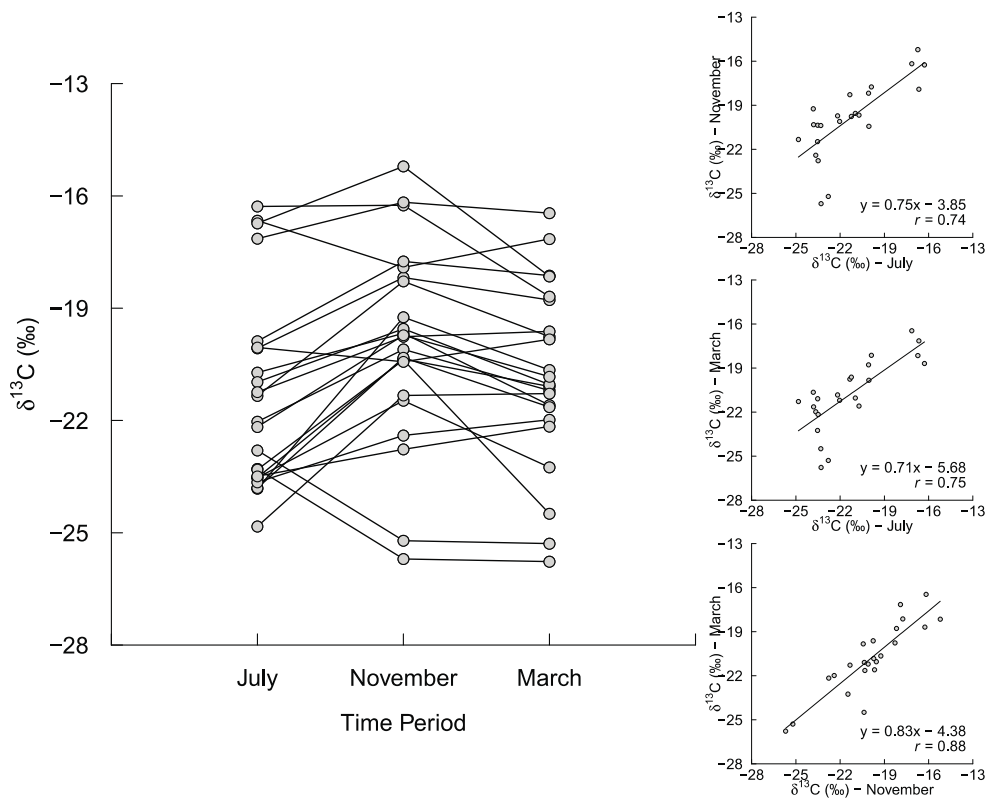 −13
−16
−19
−22
−25
−28
δ¹³C (‰)
July
November
March
Time Period
−13
−16
−19
−22
−25
−28
δ¹³C (‰) − November
y = 0.75x − 3.85
r = 0.74
−28
−25
−22
−19
−16
−13
δ¹³C (‰) − July
−13
−16
−19
−22
−25
−28
δ¹³C (‰) − March
y = 0.71x − 5.68
r = 0.75
−28
−25
−22
−19
−16
−13
δ¹³C (‰) − July
−13
−16
−19
−22
−25
−28
δ¹³C (‰) − March
y = 0.83x − 4.38
r = 0.88
−28
−25
−22
−19
−16
−13
δ¹³C (‰) − November